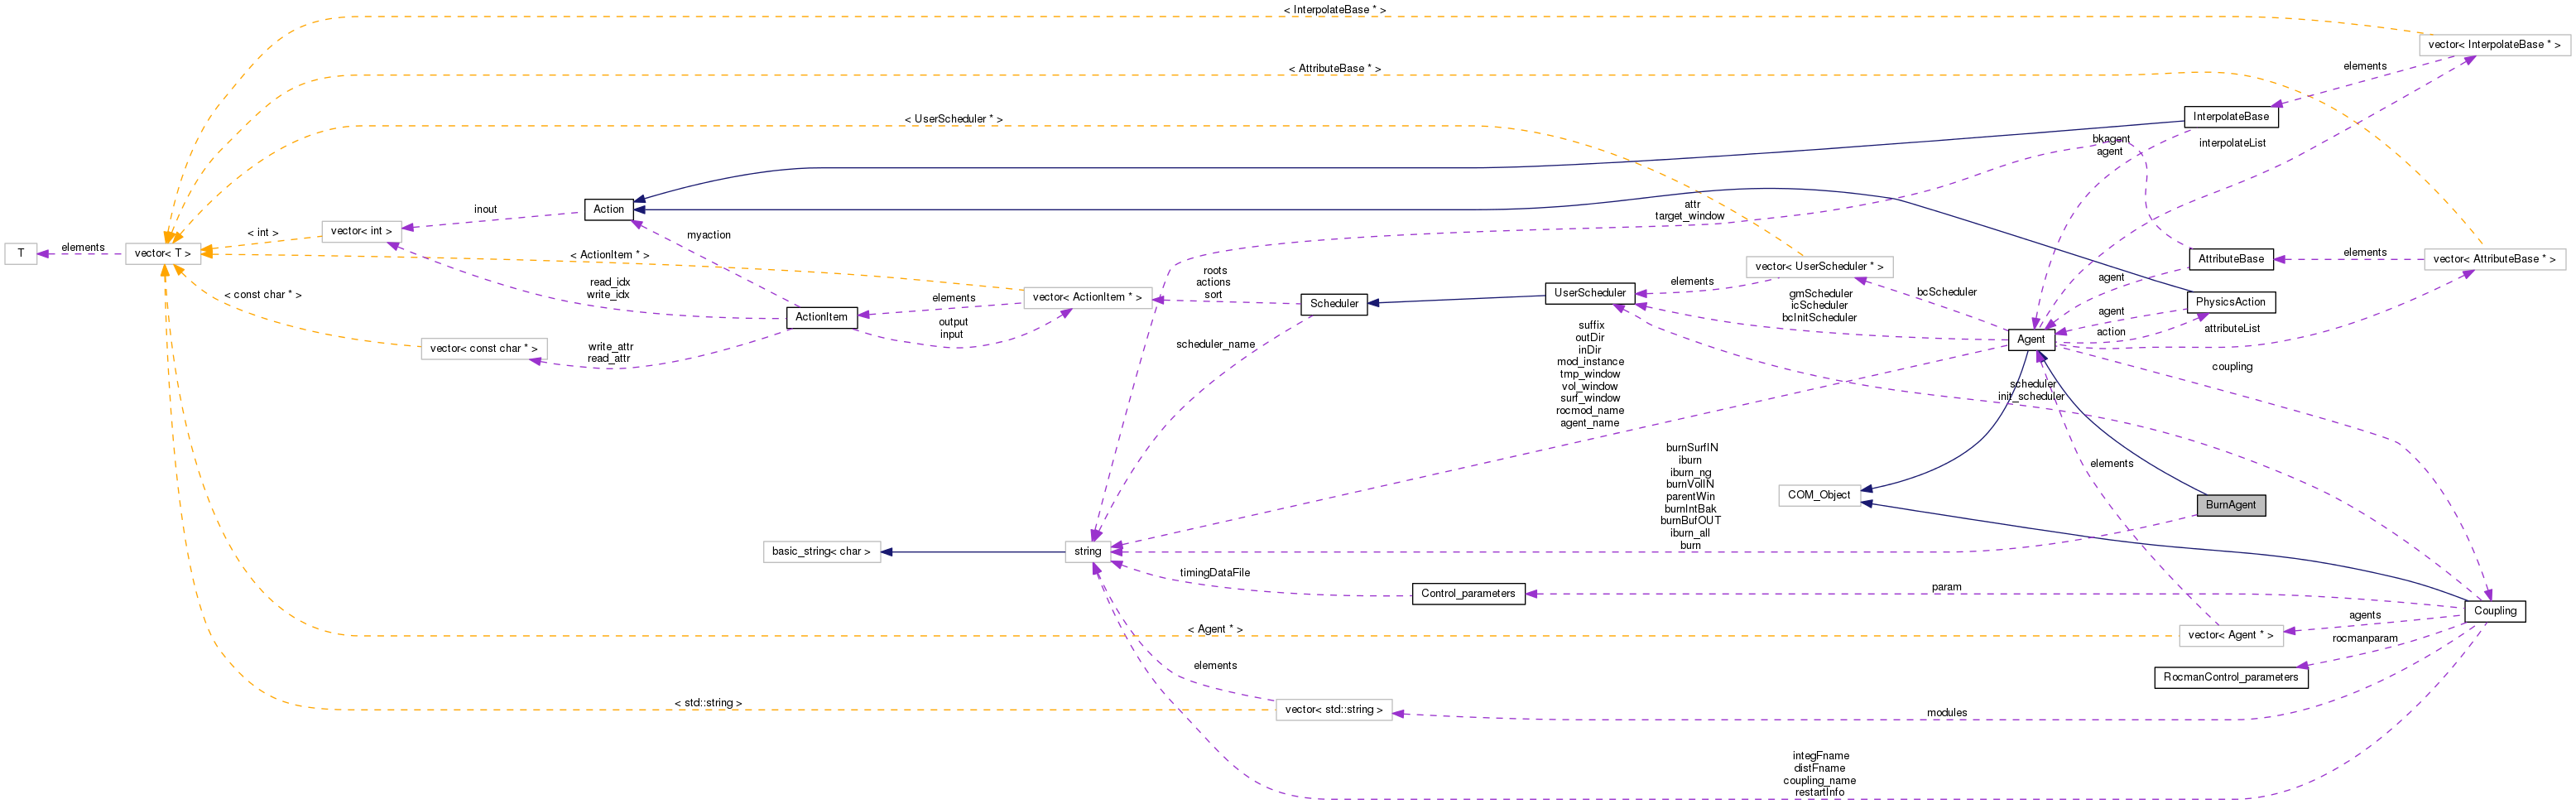 < InterpolateBase * >
vector< InterpolateBase * >
< AttributeBase * >
elements
InterpolateBase
< UserScheduler * >
bkagent
agent
interpolateList
Action
inout
vector< int >
< int >
myaction
attr
target_window
T
elements
vector< T >
< ActionItem * >
vector< UserScheduler * >
AttributeBase
elements
vector< AttributeBase * >
roots
actions
sort
elements
agent
read_idx
write_idx
< const char * >
elements
vector< ActionItem * >
Scheduler
UserScheduler
gmScheduler
icScheduler
bcInitScheduler
bcScheduler
PhysicsAction
agent
action
attributeList
ActionItem
output
input
vector< const char * >
write_attr
read_attr
scheduler_name
suffix
outDir
inDir
mod_instance
tmp_window
vol_window
surf_window
rocmod_name
agent_name
Agent
coupling
scheduler
init_scheduler
burnSurfIN
iburn
iburn_ng
burnVolIN
parentWin
burnIntBak
burnBufOUT
iburn_all
burn
elements
COM_Object
BurnAgent
basic_string< char >
string
timingDataFile
Control_parameters
param
Coupling
agents
< Agent * >
vector< Agent * >
rocmanparam
elements
RocmanControl_parameters
< std::string >
vector< std::string >
modules
integFname
distFname
coupling_name
restartInfo